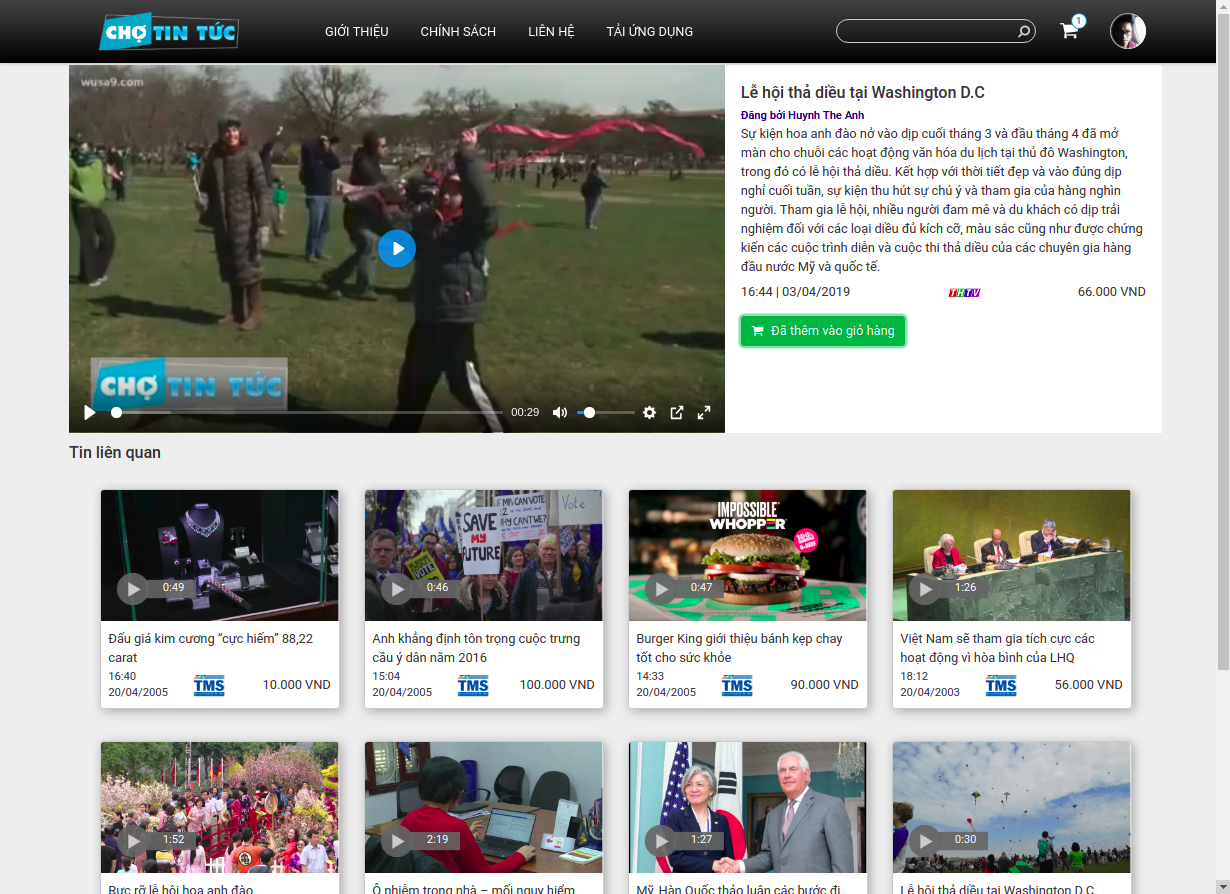 CHỢ TIN TỨC
GIỚI THIỆU
CHÍNH SÁCH
LIÊN HỆ
TẢI ỨNG DỤNG
1
wusa9.com
CHỢ TIN TỨC
00:29
Lễ hội thả diều tại Washington D.C
Đăng bởi Huynh The Anh
Sự kiện hoa anh đào nở vào dịp cuối tháng 3 và đầu tháng 4 đã mở
màn cho chuỗi các hoạt động văn hóa du lịch tại thủ đô Washington,
trong đó có lễ hội thả diều. Kết hợp với thời tiết đẹp và vào đúng dịp
nghỉ cuối tuần, sự kiện thu hút sự chú ý và tham gia của hàng nghìn
người. Tham gia lễ hội, nhiều người đam mê và du khách có dịp trải
nghiệm đối với các loại diều đủ kích cỡ, màu sắc cũng như được chứng
kiến các cuộc trình diễn và cuộc thi thả diều của các chuyên gia hàng
đầu nước Mỹ và quốc tế.
16:44 | 03/04/2019
THTV
66.000 VND
Đã thêm vào giỏ hàng
Tin liên quan
0:49
Đấu giá kim cương “cực hiếm” 88,22
carat
16:40
20/04/2005
TMS
10.000 VND
IF MPs CAN VOTE
WHY CAN'T WE?
Vote
SAVE
MY
FUTURE
VOTE
0:46
Anh khẳng định tôn trọng cuộc trưng
cầu ý dân năm 2016
15:04
20/04/2005
TMS
100.000 VND
IMPOSSIBLE
WHOPPER
0:47
Burger King giới thiệu bánh kẹp chay
tốt cho sức khỏe
14:33
20/04/2005
TMS
90.000 VND
1:26
Việt Nam sẽ tham gia tích cực các
hoạt động vì hòa bình của LHQ
18:12
20/04/2003
TMS
56.000 VND
1:52
Rực rỡ lễ hội hoa anh đào
2:19
Ô nhiễm trong nhà – mối nguy hiểm
1:27
Mỹ, Hàn Quốc thảo luận các bước đi
0:30
Lễ hội thả diều tại Washington D.C